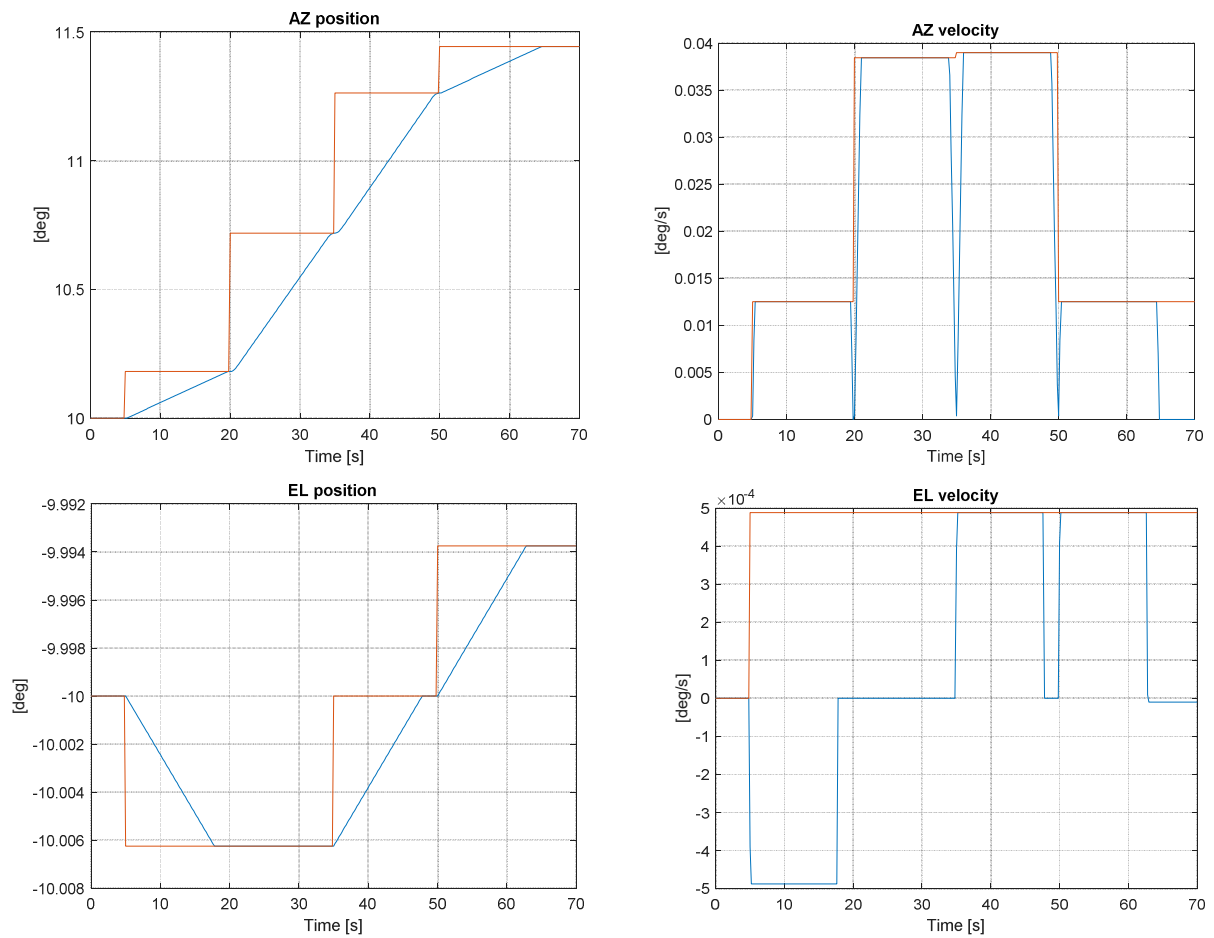 AZ position
11.5
11
10.5
10
[deg]
0 10 20 30 40 50 60 70
Time [s]
AZ velocity
0.04
0.035
0.03
0.025
0.02
0.015
0.01
0.005
0
[deg/s]
0 10 20 30 40 50 60 70
Time [s]
EL position
-9.992
-9.994
-9.996
-9.998
-10
-10.002
-10.004
-10.006
-10.008
[deg]
0 10 20 30 40 50 60 70
Time [s]
×10-4
EL velocity
5
4
3
2
1
0
-1
-2
-3
-4
-5
[deg/s]
0 10 20 30 40 50 60 70
Time [s]